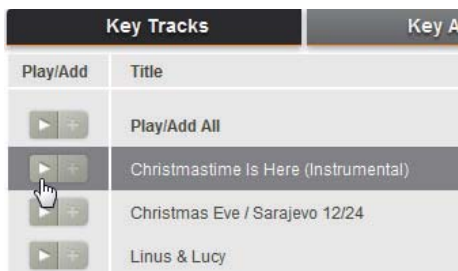 Key Tracks Key A
Play/Add Title
Play/Add All
Christmastime Is Here (Instrumental)
Christmas Eve / Sarajevo 12/24
Linus & Lucy